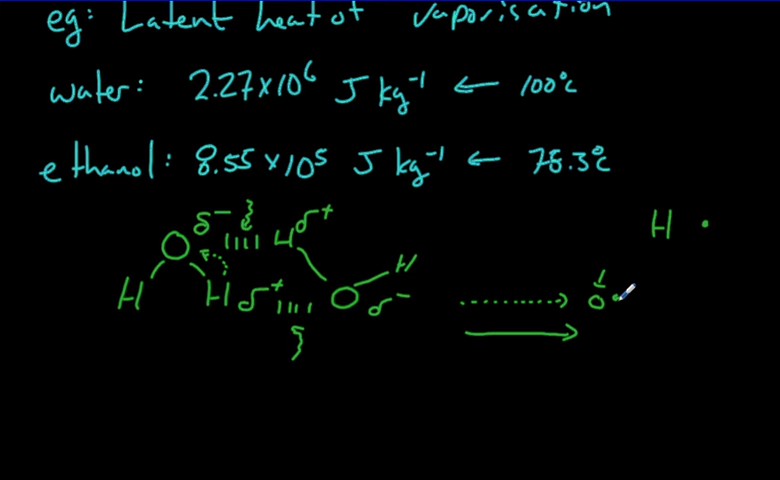 eg: Latent heat of vaporisation
water: 2.27×10⁶ J kg⁻¹ ← 100°C
ethanol: 8.55×10⁵ J kg⁻¹ ← 78.3°C
δ⁻ H δ⁺ H
O H
H H δ⁺ O δ⁻ O